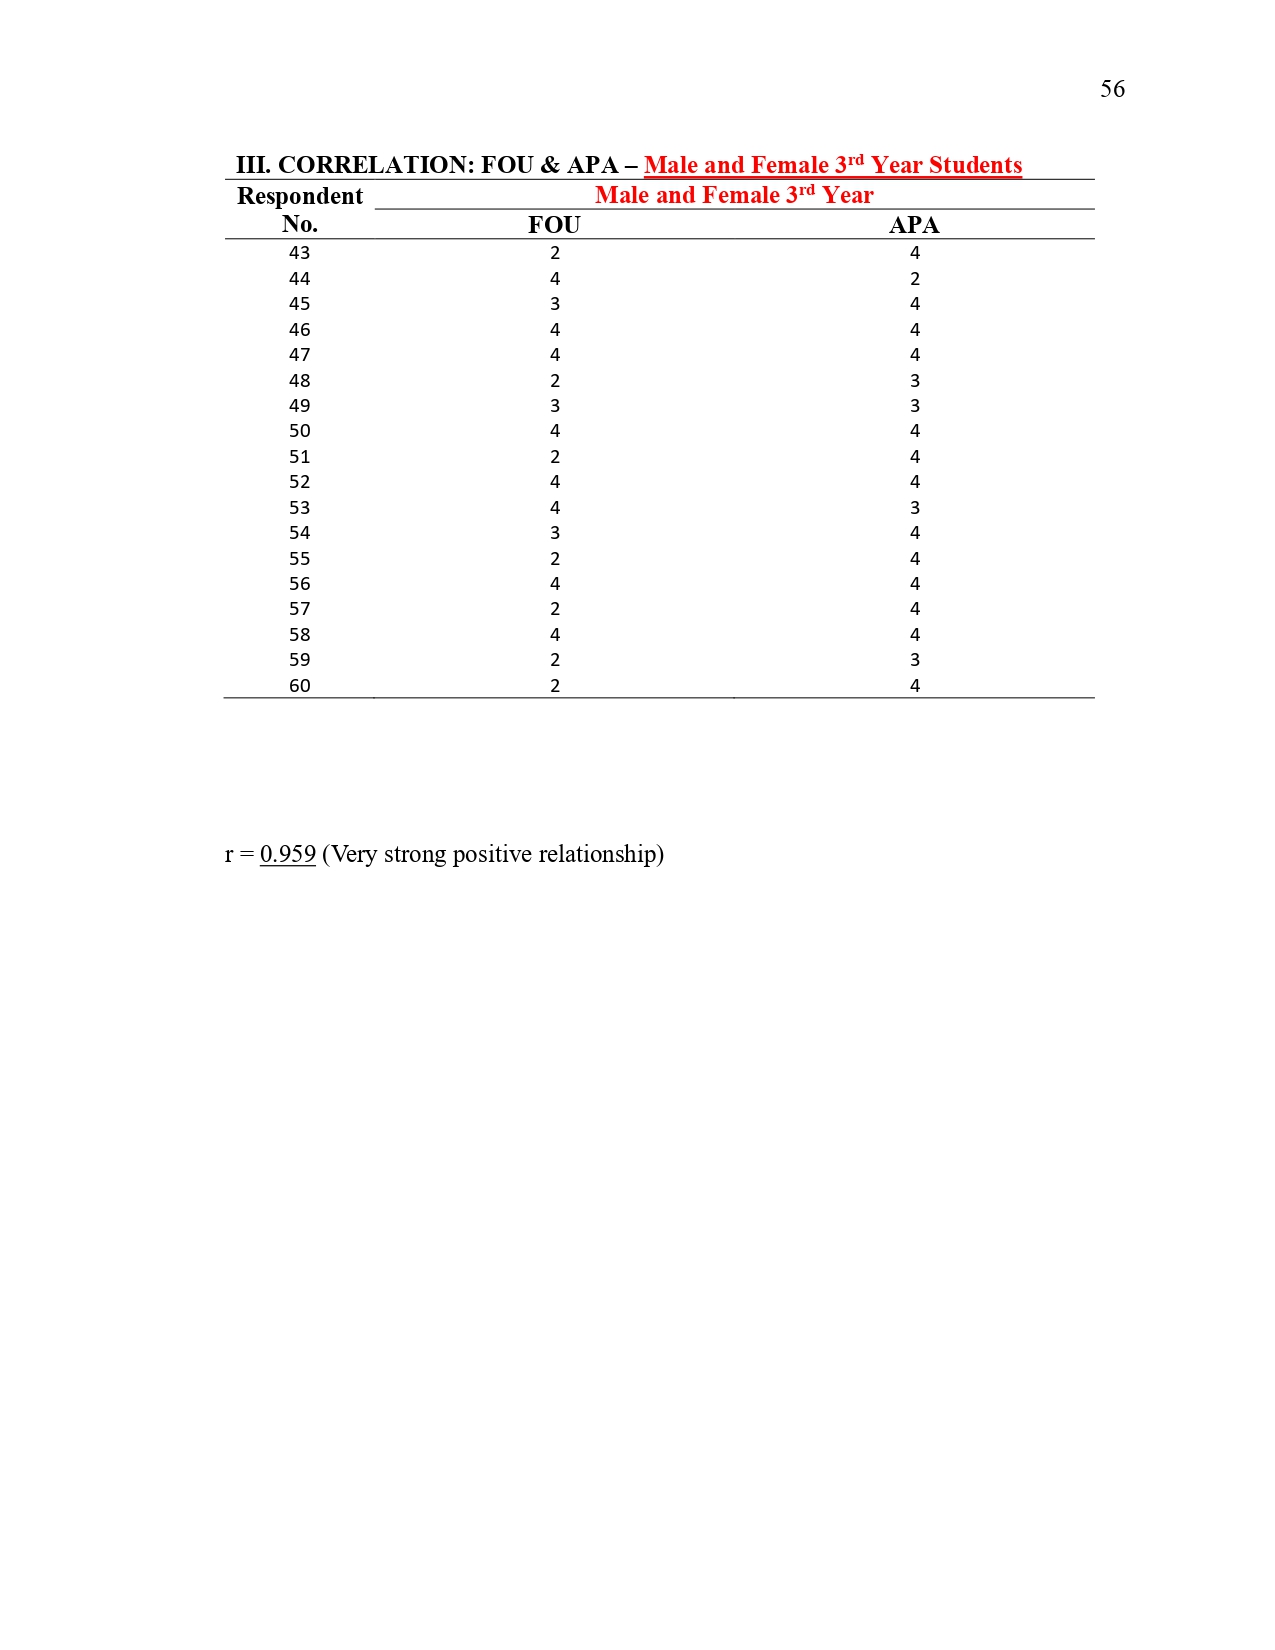 56
III. CORRELATION: FOU & APA – Male and Female 3rd Year Students
Respondent No. Male and Female 3rd Year
FOU APA
43 2 4
44 4 2
45 3 4
46 4 4
47 4 4
48 2 3
49 3 3
50 4 4
51 2 4
52 4 4
53 4 3
54 3 4
55 2 4
56 4 4
57 2 4
58 4 4
59 2 3
60 2 4
r = 0.959 (Very strong positive relationship)